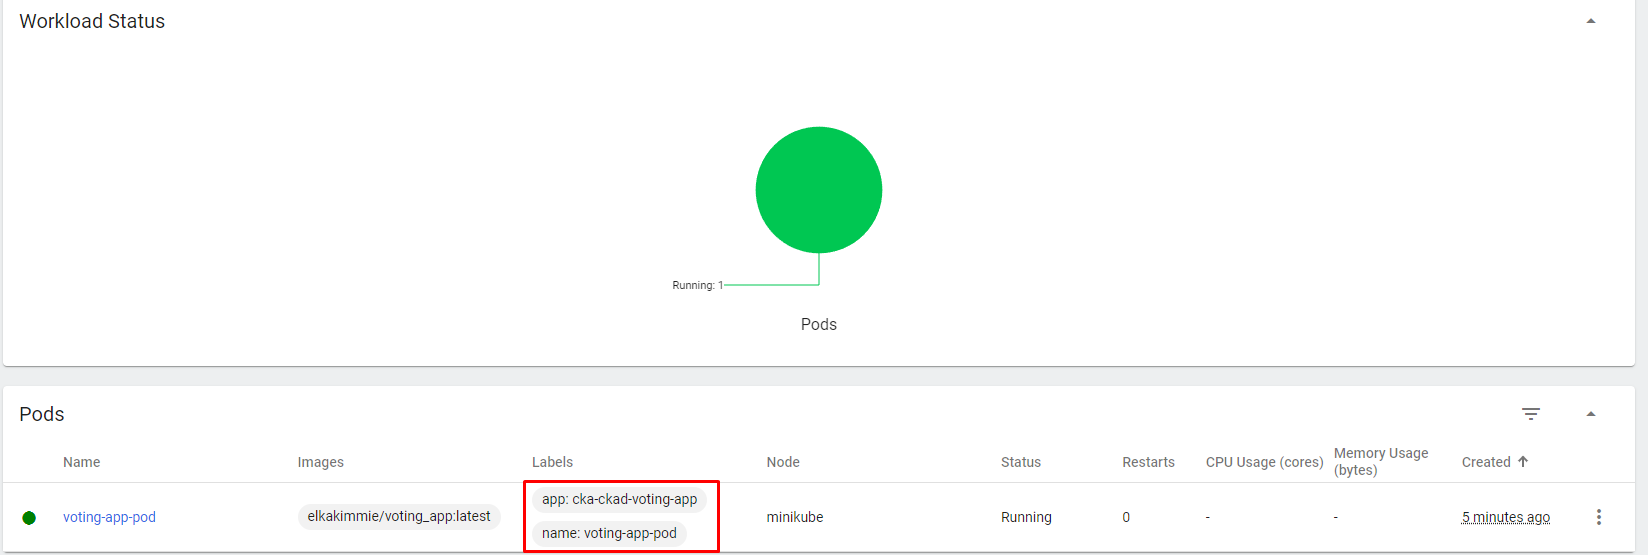 Workload Status
Running: 1
Pods
Pods
Name Images Labels Node Status Restarts CPU Usage (cores) Memory Usage (bytes) Created
voting-app-pod elkakimmie/voting_app:latest app: cka-ckad-voting-app minikube Running 0 - - 5 minutes ago
name: voting-app-pod